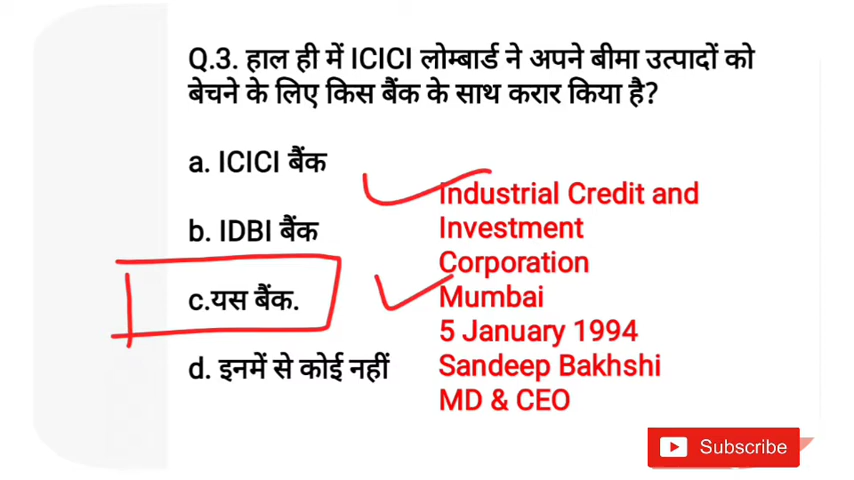 Q.3. हाल ही में ICICI लोम्बार्ड ने अपने बीमा उत्पादों को
बेचने के लिए किस बैंक के साथ करार किया है?
a. ICICI बैंक
b. IDBI बैंक
c.यस बैंक.
d. इनमें से कोई नहीं
Industrial Credit and
Investment
Corporation
Mumbai
5 January 1994
Sandeep Bakhshi
MD & CEO
Subscribe